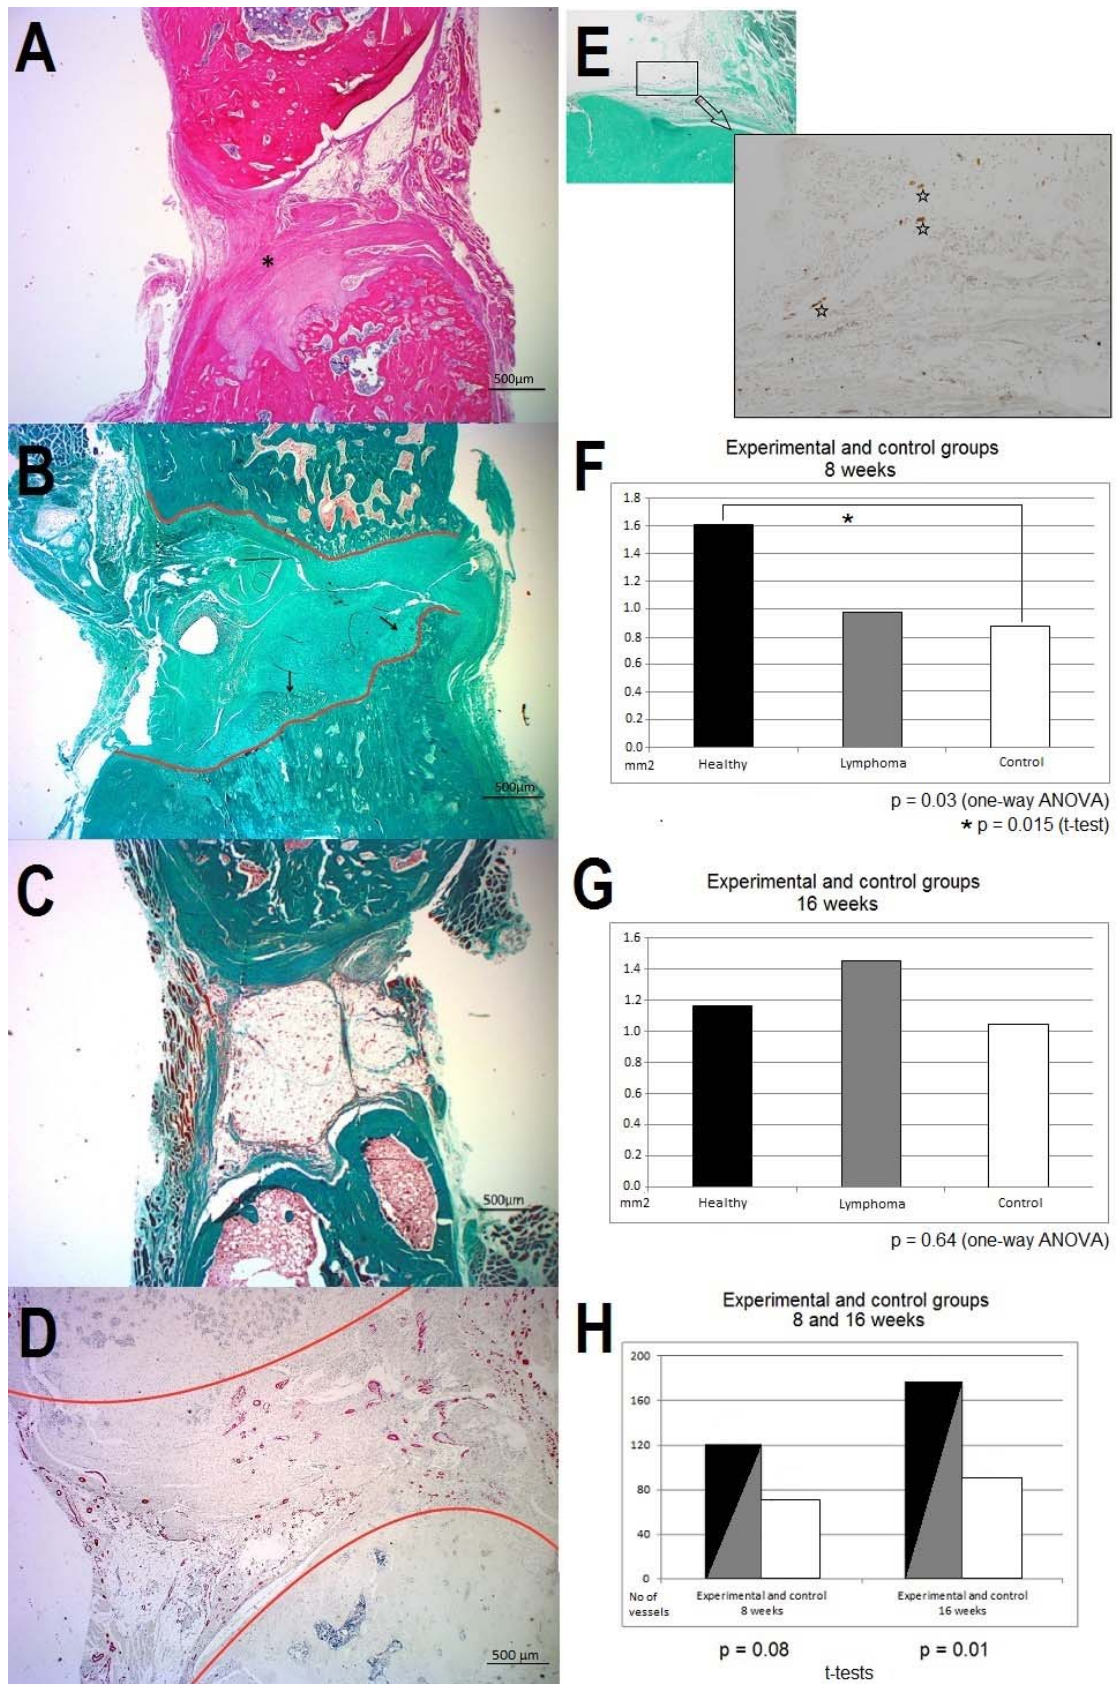 A
*
500µm
B
500µm
C
500µm
D
500 µm
E
F
Experimental and control groups
8 weeks
1.8
1.6
1.4
1.2
1.0
0.8
0.6
0.4
0.2
0.0
*
mm2 Healthy Lymphoma Control
p = 0.03 (one-way ANOVA)
* p = 0.015 (t-test)
G
Experimental and control groups
16 weeks
1.6
1.4
1.2
1.0
0.8
0.6
0.4
0.2
0.0
mm2 Healthy Lymphoma Control
p = 0.64 (one-way ANOVA)
H
Experimental and control groups
8 and 16 weeks
200
160
120
80
40
0
No of
vessels
Experimental and control
8 weeks
Experimental and control
16 weeks
p = 0.08 p = 0.01
t-tests